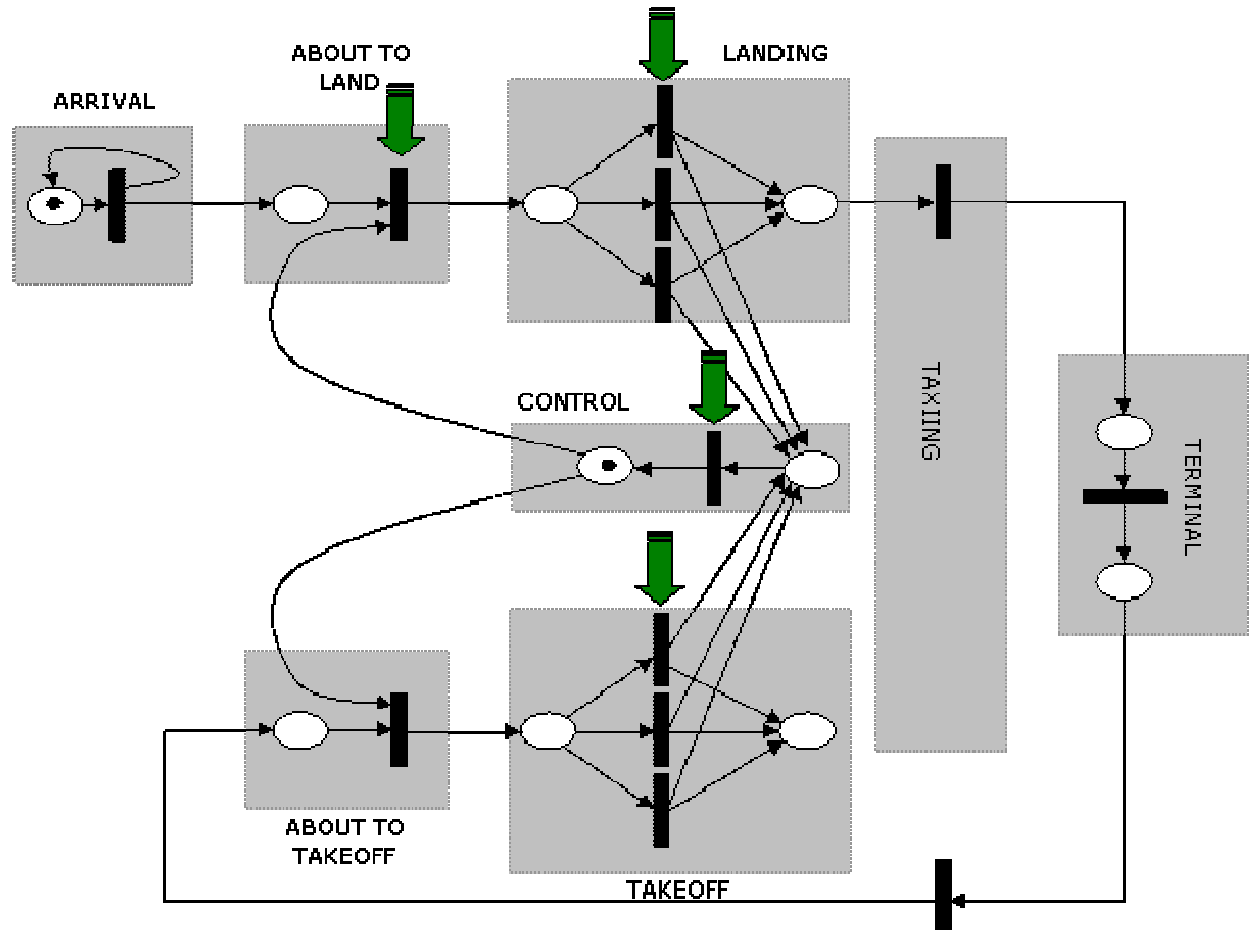 ARRIVAL
ABOUT TO
LAND
LANDING
CONTROL
TAXIING
TERMINAL
ABOUT TO
TAKEOFF
TAKEOFF